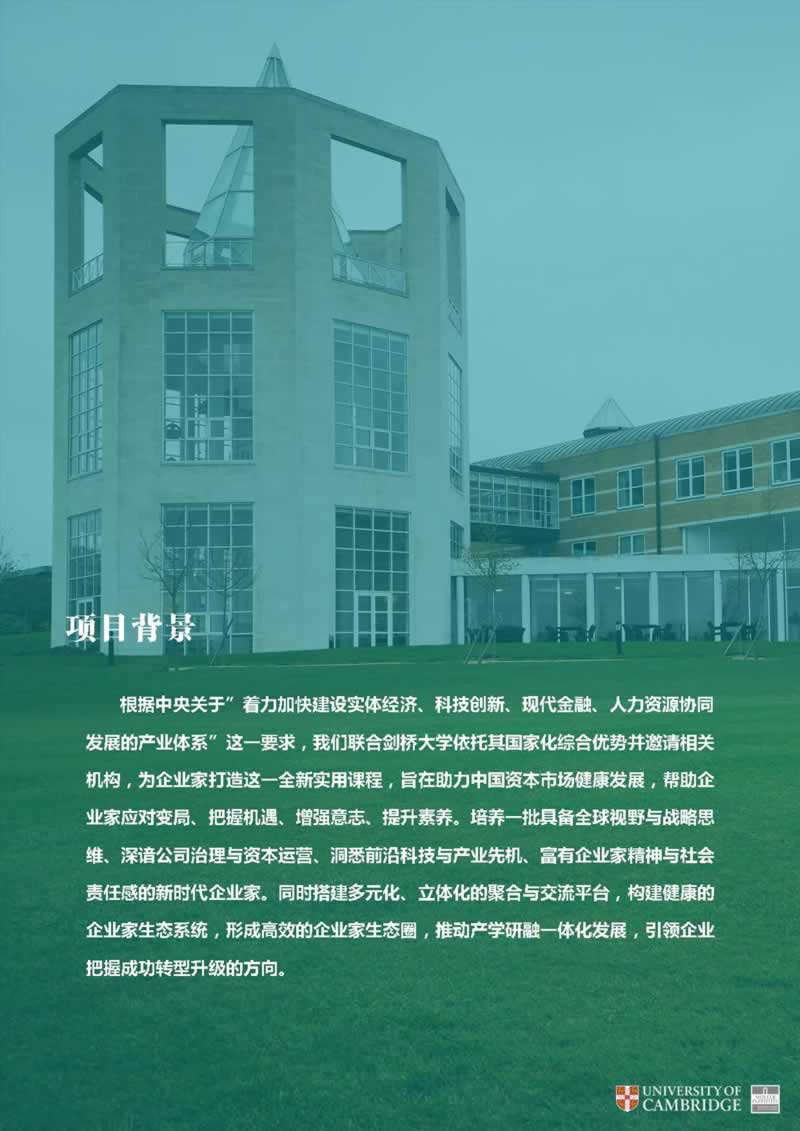 项目背景
根据中央关于”着力加快建设实体经济、科技创新、现代金融、人力资源协同
发展的产业体系”这一要求，我们联合剑桥大学依托其国家化综合优势并邀请相关
机构，为企业家打造这一全新实用课程，旨在助力中国资本市场健康发展，帮助企
业家应对变局、把握机遇、增强意志、提升素养。培养一批具备全球视野与战略思
维、深谙公司治理与资本运营、洞悉前沿科技与产业先机、富有企业家精神与社会
责任感的新时代企业家。同时搭建多元化、立体化的聚合与交流平台，构建健康的
企业家生态系统，形成高效的企业家生态圈，推动产学研融一体化发展，引领企业
把握成功转型升级的方向。
UNIVERSITY OF
CAMBRIDGE